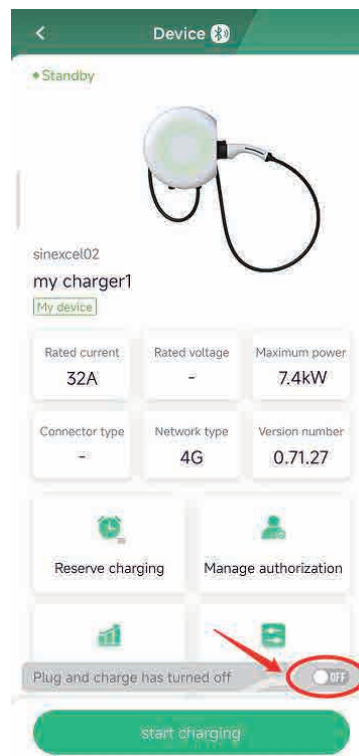 Device
Standby
sinexcel02
my charger1
My device
Rated current
32A
Rated voltage
-
Maximum power
7.4kW
Connector type
-
Network type
4G
Version number
0.71.27
Reserve charging
Manage authorization
Plug and charge has turned off
OFF
start charging